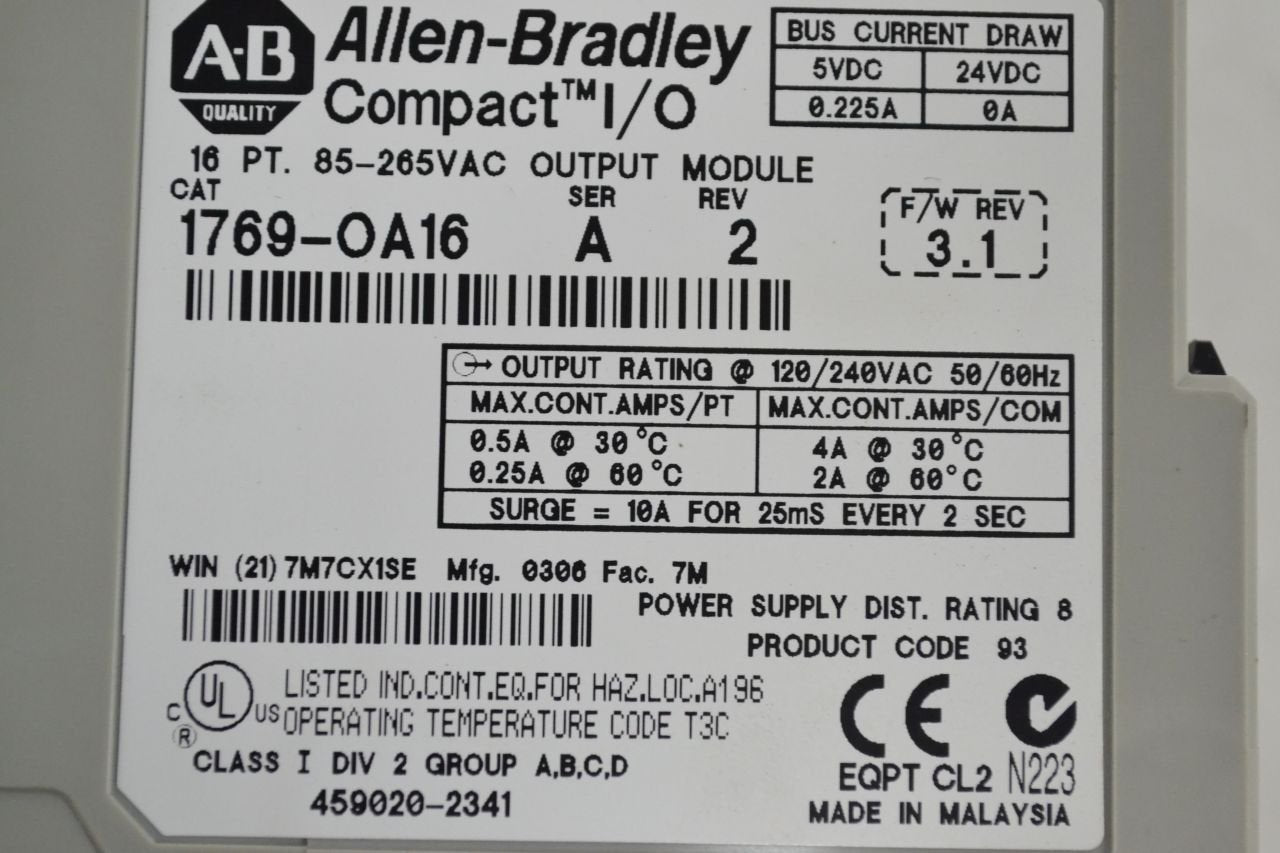 A-B
QUALITY
Allen-Bradley
Compact™ I/O
BUS CURRENT DRAW
5VDC 24VDC
0.225A 0A
16 PT. 85-265VAC OUTPUT MODULE
CAT SER REV
1769-OA16 A 2
F/W REV
3.1
OUTPUT RATING @ 120/240VAC 50/60Hz
MAX.CONT.AMPS/PT MAX.CONT.AMPS/COM
0.5A @ 30°C 4A @ 30°C
0.25A @ 60°C 2A @ 60°C
SURGE = 10A FOR 25mS EVERY 2 SEC
WIN (21) 7M7CX1SE Mfg. 0306 Fac. 7M
POWER SUPPLY DIST. RATING 8
PRODUCT CODE 93
C UL US ®
LISTED IND.CONT.EQ.FOR HAZ.LOC.A196
OPERATING TEMPERATURE CODE T3C
CLASS I DIV 2 GROUP A,B,C,D
459020-2341
CE
EQPT CL2 N223
MADE IN MALAYSIA